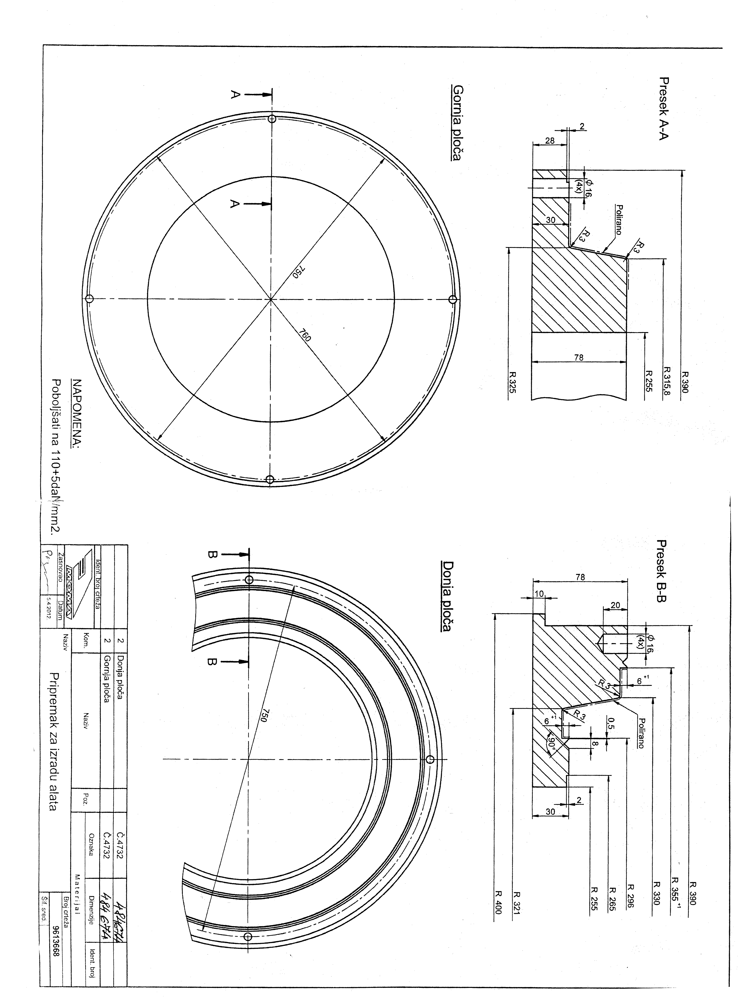 Presek A-A
2
28
Φ 16
(4x)
Polirano
30
R3
R3
78
R 390
R 315,8
R 255
R 325
Gornja ploča
A
A
750
760
NAPOMENA:
Poboljšati na 110+5daN/mm2.
Presek B-B
78
10
20
Φ 16
(4x)
6 +1
R3
R3
6 +1
Polirano
0,5
8
90°
2
30
R 390
R 355 +1
R 330
R 296
R 265
R 255
R 321
R 400
Donja ploča
B
B
750
2 Donja ploča Č.4732 484674
2 Gornja ploča Č.4732 484674
Ident. broj crteža Kom. Naziv Poz. Oznaka Dimenzije Ident. broj
Materijal
MOMA
Zasnovao Datum
5.4.2012.
Naziv
Pripremak za izradu alata
Broj crteža
9613668
Šif. sred.